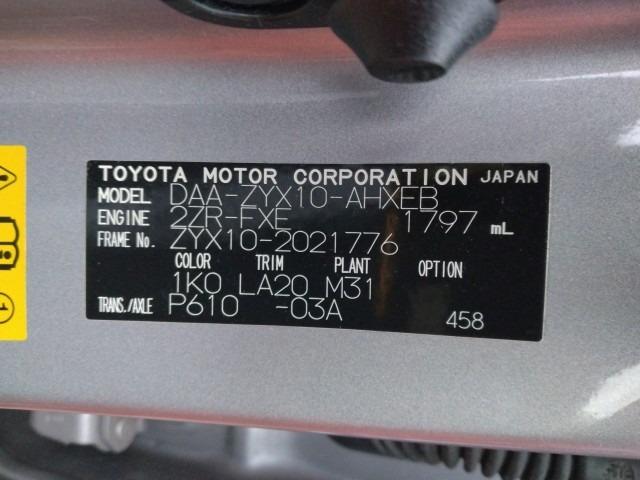 TOYOTA MOTOR CORPORATION JAPAN
MODEL DAA-ZYX10-AHXEB
ENGINE 2ZR-FXE 1797 mL
FRAME No. ZYX10-2021776
COLOR TRIM PLANT OPTION
1K0 LA20 M31
TRANS./AXLE P610 -03A
458